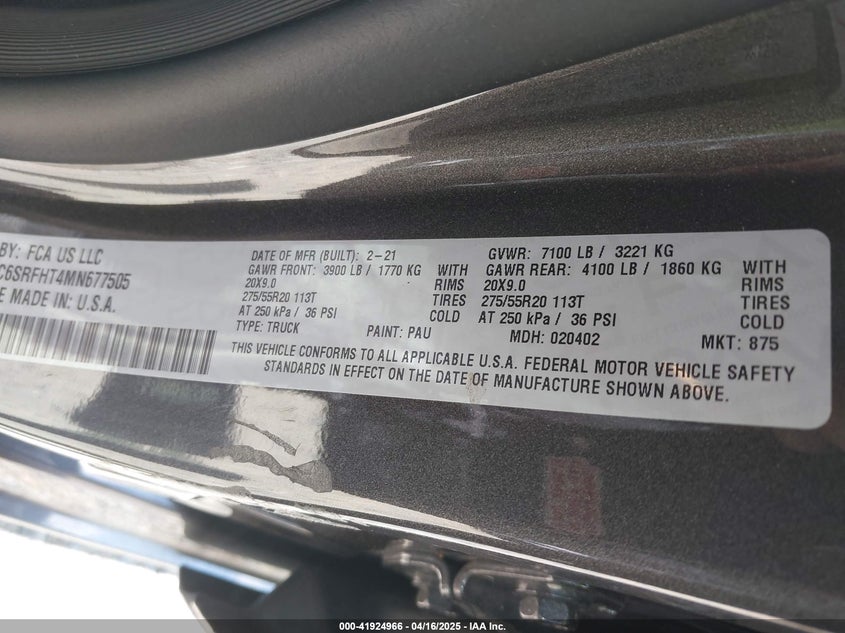 BY: FCA US LLC
C6SRFHT4MN677505
E MADE IN: U.S.A.
DATE OF MFR (BUILT): 2-21 GVWR: 7100 LB / 3221 KG
GAWR FRONT: 3900 LB / 1770 KG WITH GAWR REAR: 4100 LB / 1860 KG WITH
20X9.0 RIMS 20X9.0 RIMS
275/55R20 113T TIRES 275/55R20 113T TIRES
AT 250 kPa / 36 PSI COLD AT 250 kPa / 36 PSI COLD
TYPE: TRUCK PAINT: PAU MDH: 020402 MKT: 875
THIS VEHICLE CONFORMS TO ALL APPLICABLE U.S.A. FEDERAL MOTOR VEHICLE SAFETY
STANDARDS IN EFFECT ON THE DATE OF MANUFACTURE SHOWN ABOVE.
000-41924966 - 04/16/2025 - IAA Inc.